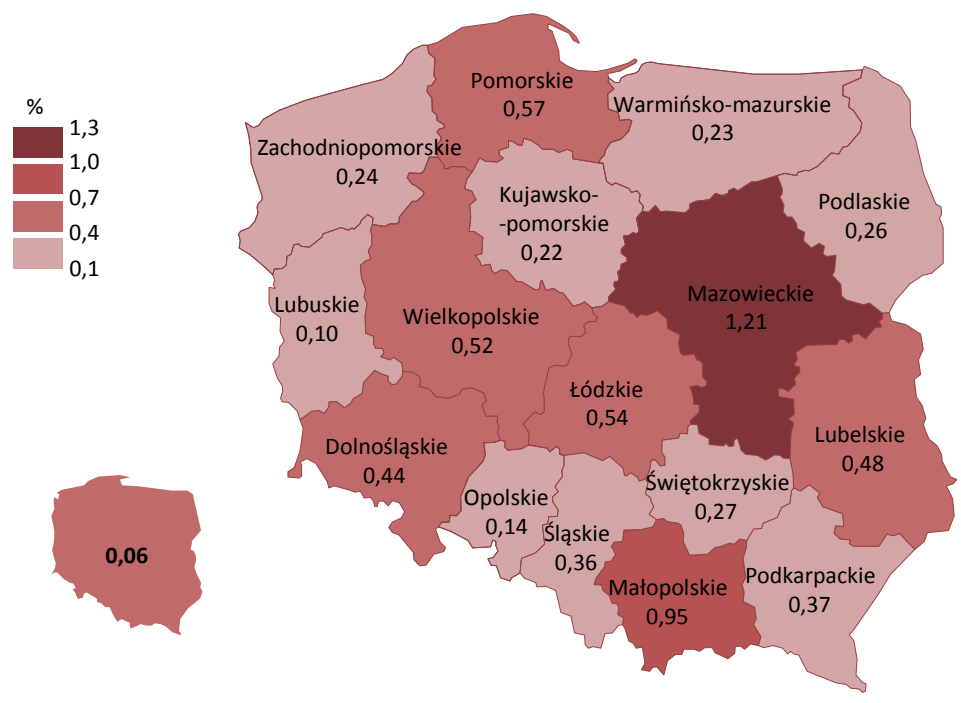 %
1,3
1,0
0,7
0,4
0,1
Pomorskie
0,57
Warmińsko-mazurskie
0,23
Zachodniopomorskie
0,24
Kujawsko-
-pomorskie
0,22
Podlaskie
0,26
Mazowieckie
1,21
Lubuskie
0,10
Wielkopolskie
0,52
Łódzkie
0,54
Lubelskie
0,48
Dolnośląskie
0,44
Opolskie
0,14
Świętokrzyskie
0,27
Śląskie
0,36
Małopolskie
0,95
Podkarpackie
0,37
0,06